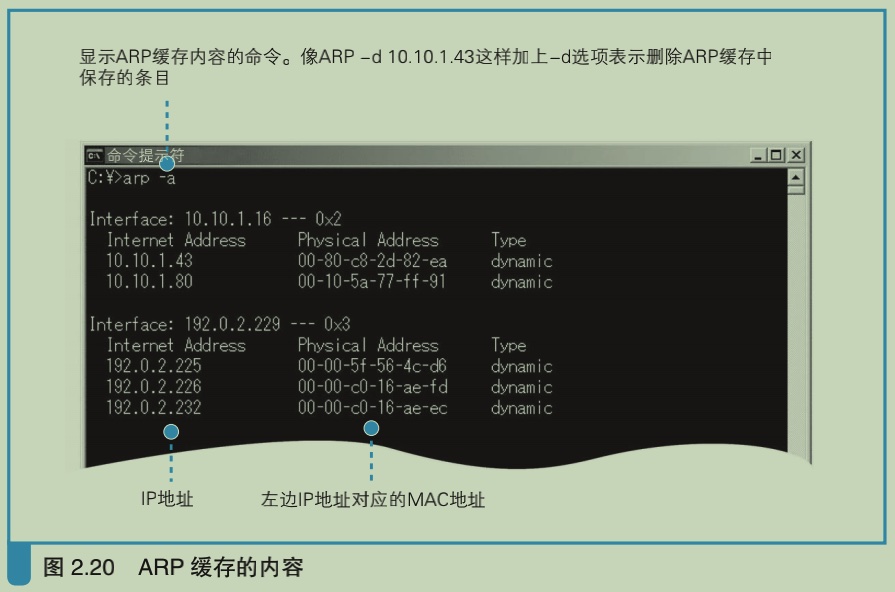 显示ARP缓存内容的命令。像ARP –d 10.10.1.43这样加上–d选项表示删除ARP缓存中
保存的条目
命令提示符
C:¥>arp -a
Interface: 10.10.1.16 --- 0x2
Internet Address Physical Address Type
10.10.1.43 00-80-c8-2d-82-ea dynamic
10.10.1.80 00-10-5a-77-ff-91 dynamic
Interface: 192.0.2.229 --- 0x3
Internet Address Physical Address Type
192.0.2.225 00-00-5f-56-4c-d6 dynamic
192.0.2.226 00-00-c0-16-ae-fd dynamic
192.0.2.232 00-00-c0-16-ae-ec dynamic
IP地址 左边IP地址对应的MAC地址
图 2.20 ARP 缓存的内容